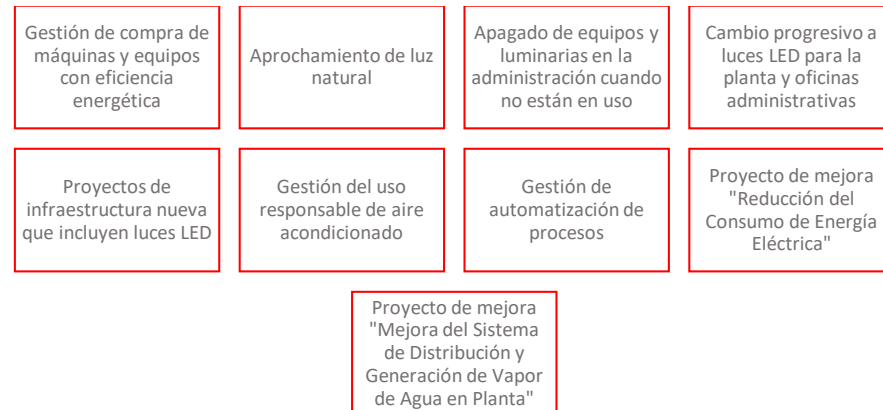 Gestión de compra de
máquinas y equipos
con eficiencia
energética
Aprochamiento de luz
natural
Apagado de equipos y
luminarias en la
administración cuando
no están en uso
Cambio progresivo a
luces LED para la
planta y oficinas
administrativas
Proyectos de
infraestructura nueva
que incluyen luces LED
Gestión del uso
responsable de aire
acondicionado
Gestión de
automatización de
procesos
Proyecto de mejora
"Reducción del
Consumo de Energía
Eléctrica"
Proyecto de mejora
"Mejora del Sistema
de Distribución y
Generación de Vapor
de Agua en Planta"